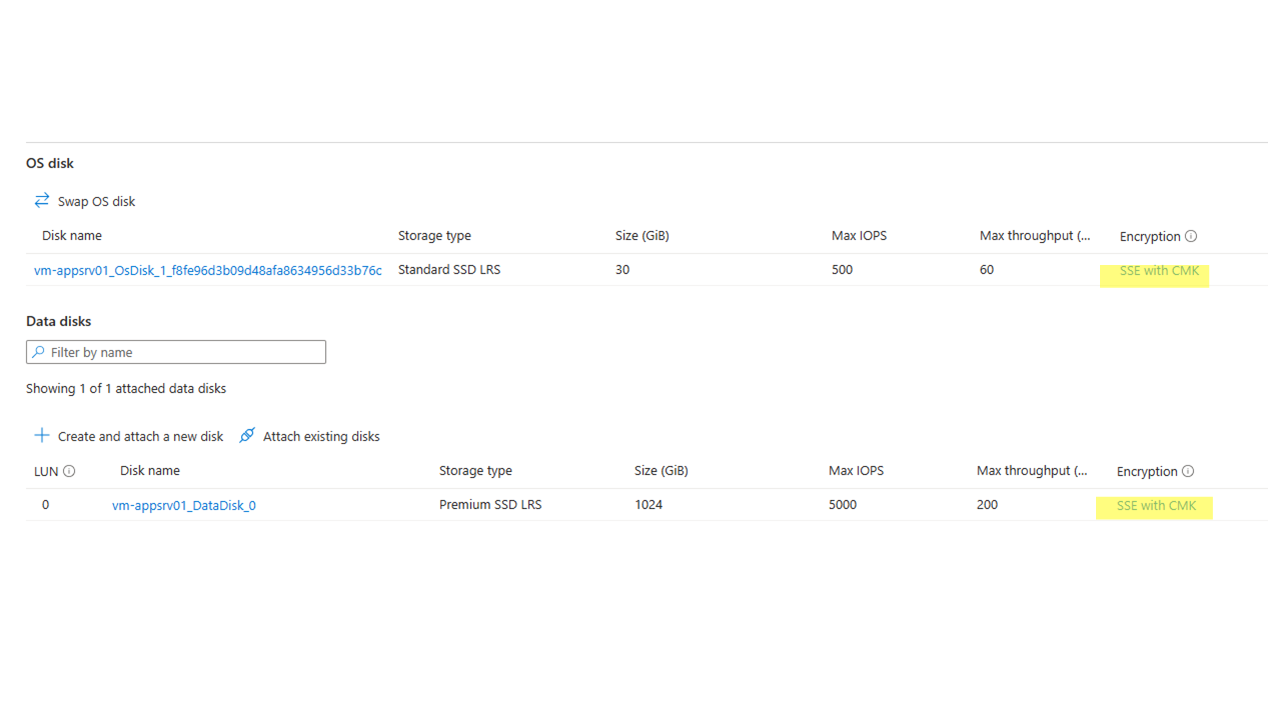 OS disk
Swap OS disk
Disk name Storage type Size (GiB) Max IOPS Max throughput (... Encryption
vm-appsrv01_OsDisk_1_f8fe96d3b09d48afa8634956d33b76c Standard SSD LRS 30 500 60 SSE with CMK
Data disks
Filter by name
Showing 1 of 1 attached data disks
Create and attach a new disk Attach existing disks
LUN Disk name Storage type Size (GiB) Max IOPS Max throughput (... Encryption
0 vm-appsrv01_DataDisk_0 Premium SSD LRS 1024 5000 200 SSE with CMK